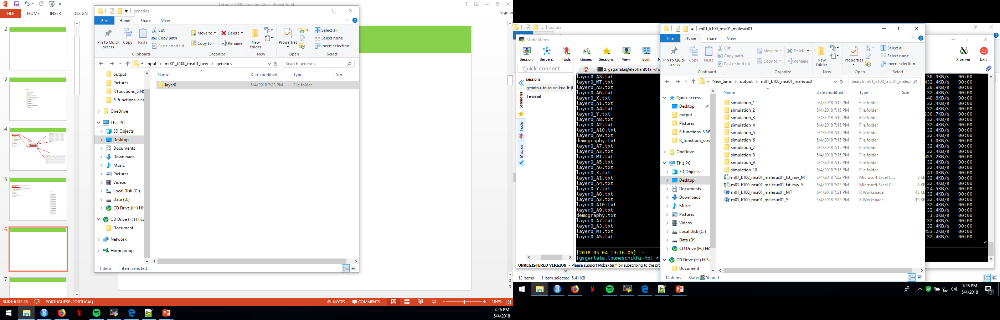 Tutorial_SINS_step_by_step - PowerPoint
FILE HOME INSERT DESIGN
Sign in
2
3
4
5
6
7
genetics
File Home Share View
Pin to Quick access
Copy
Paste
Cut
Copy path
Paste shortcut
Clipboard
Move to
Copy to
Delete
Rename
Organize
New folder
New
Properties
Open
Select all
Select none
Invert selection
Select
« input › m001_k100_msr01_new › genetics
Search genetics
output
Pictures
R functions_SINS
R_functions_clas
OneDrive
This PC
3D Objects
Desktop
Documents
Downloads
Music
Pictures
Videos
Local Disk (C:)
Data (D:)
CD Drive (H:) HiSu
CD Drive (H:) HiSu
Document
Network
Homegroup
Name Date modified Type Size
layer0 5/4/2018 7:23 PM File folder
1 item 1 item selected
SLIDE 6 OF 25 PORTUGUESE (PORTUGAL) NOTES COMMENTS 104%
7:26 PM
5/4/2018
scripts
MobaXterm
Session Servers Tools Games Sessions View Split
X server Exit
Quick connect...
2. gsgarlata@elephant01a: ~/ha
Sessions
Tools
Macros
sessions
genotoul.toulouse.inra.fr (l
Terminal
layer0_A3.txt 30.9KB/s 00:00
layer0_MT.txt 432.4KB/s 00:00
layer0_A5.txt 30.9KB/s 00:00
layer0_A6.txt 32.4KB/s 00:00
layer0_X.txt 40.6KB/s 00:00
layer0_A1.txt 32.4KB/s 00:00
layer0_A4.txt 32.4KB/s 00:00
layer0_Y.txt 230.7KB/s 00:00
layer0_A8.txt 32.4KB/s 00:00
layer0_A2.txt 32.4KB/s 00:00
layer0_A10.txt 32.4KB/s 00:00
layer0_A9.txt 32.4KB/s 00:00
demography.txt 1.0KB/s 00:00
layer0_A7.txt 32.4KB/s 00:00
layer0_A3.txt 32.4KB/s 00:00
layer0_MT.txt 453.2KB/s 00:00
layer0_A5.txt 32.4KB/s 00:00
layer0_A6.txt 32.4KB/s 00:00
layer0_X.txt 41.0KB/s 00:00
layer0_A1.txt 32.4KB/s 00:00
layer0_A4.txt 32.4KB/s 00:00
layer0_Y.txt 224.5KB/s 00:00
layer0_A8.txt 32.4KB/s 00:00
layer0_A2.txt 32.4KB/s 00:00
layer0_A10.txt 32.4KB/s 00:00
layer0_A9.txt 32.4KB/s 00:00
demography.txt 1.0KB/s 00:00
layer0_A7.txt 32.4KB/s 00:00
layer0_A3.txt 32.4KB/s 00:00
layer0_MT.txt 453.2KB/s 00:00
layer0_A5.txt 32.4KB/s 00:00
[2018-05-04 19:16.05] ~
[gsgarlata.louneschikhi-hp] ➤
UNREGISTERED VERSION - Please support MobaXterm by subscribing to the pro
12 items 1 item selected 5.41 KB
m01_k100_msr01_malesux01
File Home Share View
Pin to Quick access
Copy
Paste
Cut
Copy path
Paste shortcut
Clipboard
Move to
Copy to
Delete
Rename
Organize
New folder
New
Properties
Open
Select all
Select none
Invert selection
Select
« New_Sims › output › m01_k100_msr01_malesux01
Search m01_k100_msr01_male...
Quick access
Desktop
output
Pictures
R functions_SINS
R_functions_clas
OneDrive
This PC
3D Objects
Desktop
Documents
Downloads
Music
Pictures
Videos
Local Disk (C:)
Data (D:)
CD Drive (H:) HiSu
CD Drive (H:) HiSu
Document
Name Date modified Type Size
simulation_1 5/4/2018 7:15 PM File folder
simulation_2 5/4/2018 7:15 PM File folder
simulation_3 5/4/2018 7:15 PM File folder
simulation_4 5/4/2018 7:15 PM File folder
simulation_5 5/4/2018 7:15 PM File folder
simulation_6 5/4/2018 7:15 PM File folder
simulation_7 5/4/2018 7:15 PM File folder
simulation_8 5/4/2018 7:15 PM File folder
simulation_9 5/4/2018 7:15 PM File folder
simulation_10 5/4/2018 7:15 PM File folder
m01_k100_msr01_malesux01_fst_raw_MT 5/4/2018 7:22 PM Microsoft Excel C... 8 KB
m01_k100_msr01_malesux01_fst_raw_Y 5/4/2018 7:22 PM Microsoft Excel C... 8 KB
m01_k100_msr01_malesux01_MT 5/4/2018 7:21 PM R Workspace 43 KB
m01_k100_msr01_malesux01_Y 5/4/2018 7:22 PM R Workspace 19 KB
14 items State: Shared
7:26 PM
5/4/2018
1